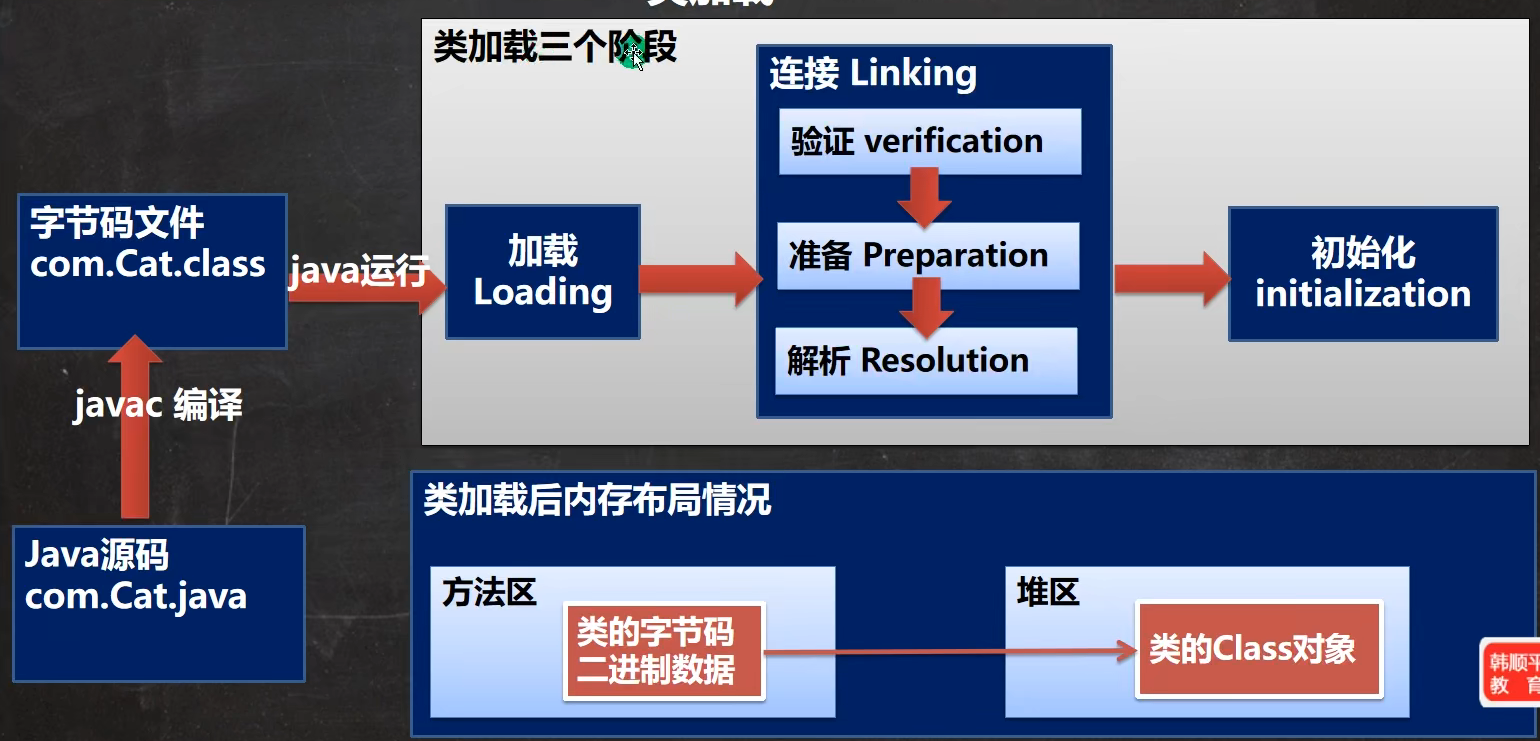 类加载三个阶段
连接 Linking
验证 verification
准备 Preparation
解析 Resolution
字节码文件
com.Cat.class
java运行
加载
Loading
初始化
initialization
javac 编译
Java源码
com.Cat.java
类加载后内存布局情况
方法区
类的字节码
二进制数据
堆区
类的Class对象
韩顺平
教 育